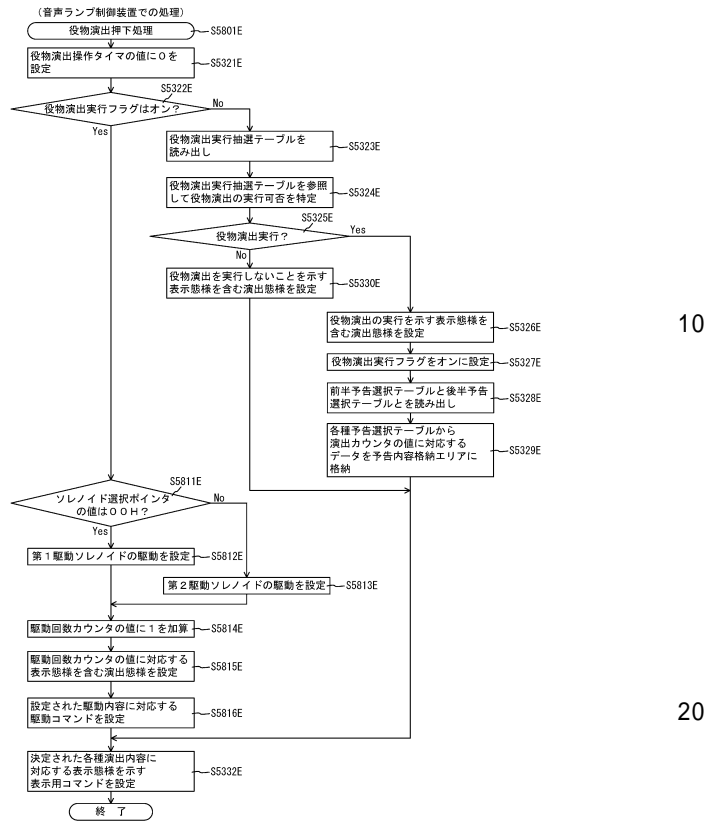 (音声ランプ制御装置での処理)
役物演出押下処理
S5801E
役物演出操作タイマの値に0を
設定
S5321E
S5322E
役物演出実行フラグはオン?
No
Yes
役物演出実行抽選テーブルを
読み出し
S5323E
役物演出実行抽選テーブルを参照
して役物演出の実行可否を特定
S5324E
S5325E
役物演出実行?
Yes
No
役物演出を実行しないことを示す
表示態様を含む演出態様を設定
S5330E
役物演出の実行を示す表示態様を
含む演出態様を設定
S5326E
10
役物演出実行フラグをオンに設定
S5327E
前半予告選択テーブルと後半予告
選択テーブルとを読み出し
S5328E
各種予告選択テーブルから
演出カウンタの値に対応する
データを予告内容格納エリアに
格納
S5329E
S5811E
ソレノイド選択ポインタ
の値は00H?
No
Yes
第1駆動ソレノイドの駆動を設定
S5812E
第2駆動ソレノイドの駆動を設定
S5813E
駆動回数カウンタの値に1を加算
S5814E
駆動回数カウンタの値に対応する
表示態様を含む演出態様を設定
S5815E
設定された駆動内容に対応する
駆動コマンドを設定
S5816E
20
決定された各種演出内容に
対応する表示態様を示す
表示用コマンドを設定
S5332E
終 了